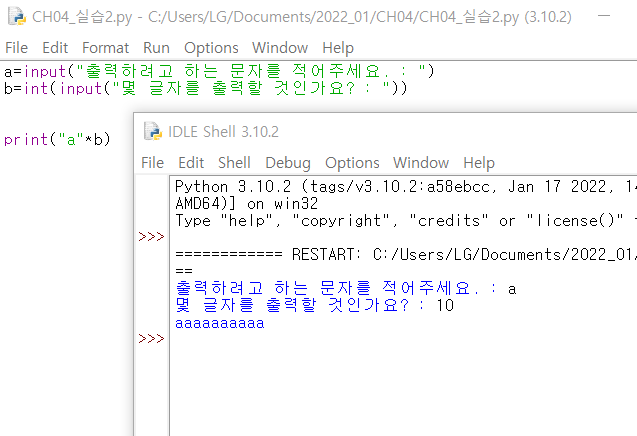 CH04_실습2.py - C:/Users/LG/Documents/2022_01/CH04/CH04_실습2.py (3.10.2)
File Edit Format Run Options Window Help
a=input("출력하려고 하는 문자를 적어주세요. : ")
b=int(input("몇 글자를 출력할 것인가요? : "))
print("a"*b)
IDLE Shell 3.10.2
File Edit Shell Debug Options Window Help
Python 3.10.2 (tags/v3.10.2:a58ebcc, Jan 17 2022, 14
AMD64)] on win32
Type "help", "copyright", "credits" or "license()" f
>>>
============ RESTART: C:/Users/LG/Documents/2022_01/
==
출력하려고 하는 문자를 적어주세요. : a
몇 글자를 출력할 것인가요? : 10
aaaaaaaaaa
>>>